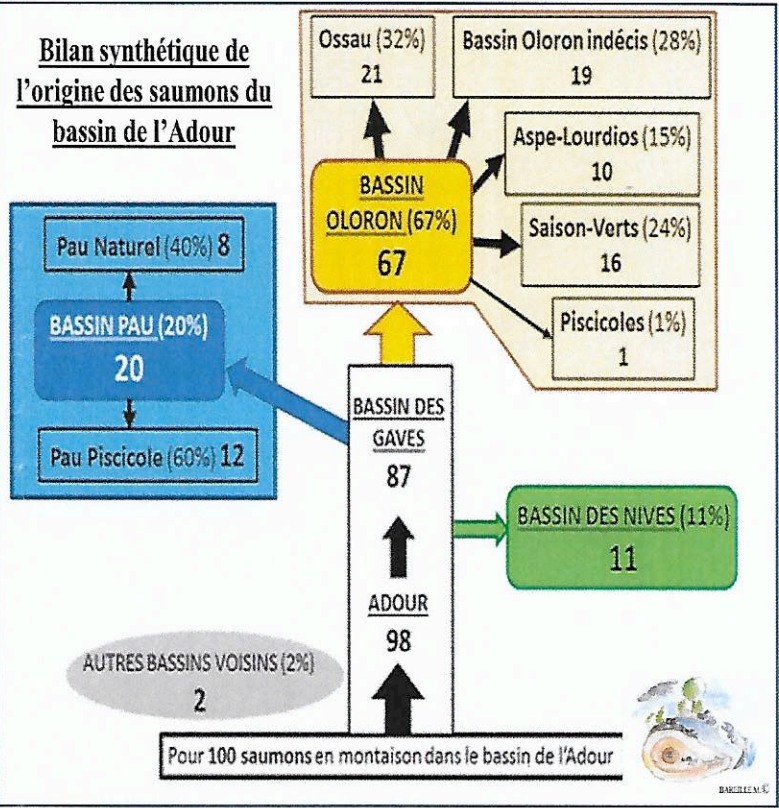 Bilan synthétique de
l'origine des saumons du
bassin de l'Adour
Ossau (32%)
21
Bassin Oloron indécis (28%)
19
Aspe-Lourdios (15%)
10
BASSIN
OLORON (67%)
67
Saison-Verts (24%)
16
Piscicoles (1%)
1
Pau Naturel (40%) 8
BASSIN PAU (20%)
20
Pau Piscicole (60%) 12
BASSIN DES
GAVES
87
BASSIN DES NIVES (11%)
11
ADOUR
98
AUTRES BASSINS VOISINS (2%)
2
Pour 100 saumons en montaison dans le bassin de l'Adour